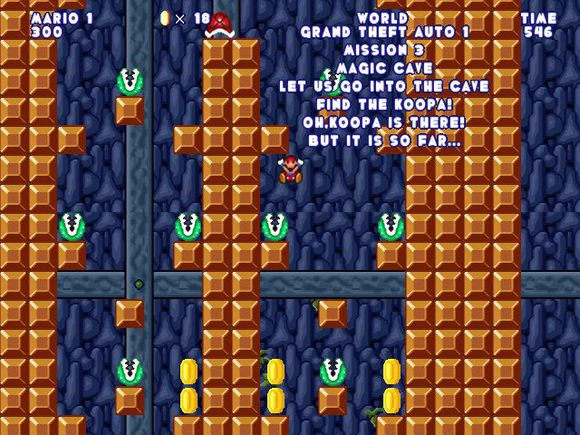 MARIO 1
300
× 18
WORLD
GRAND THEFT AUTO 1
MISSION 3
MAGIC CAVE
LET US GO INTO THE CAVE
FIND THE KOOPA!
OH,KOOPA IS THERE!
BUT IT IS SO FAR...
TIME
546